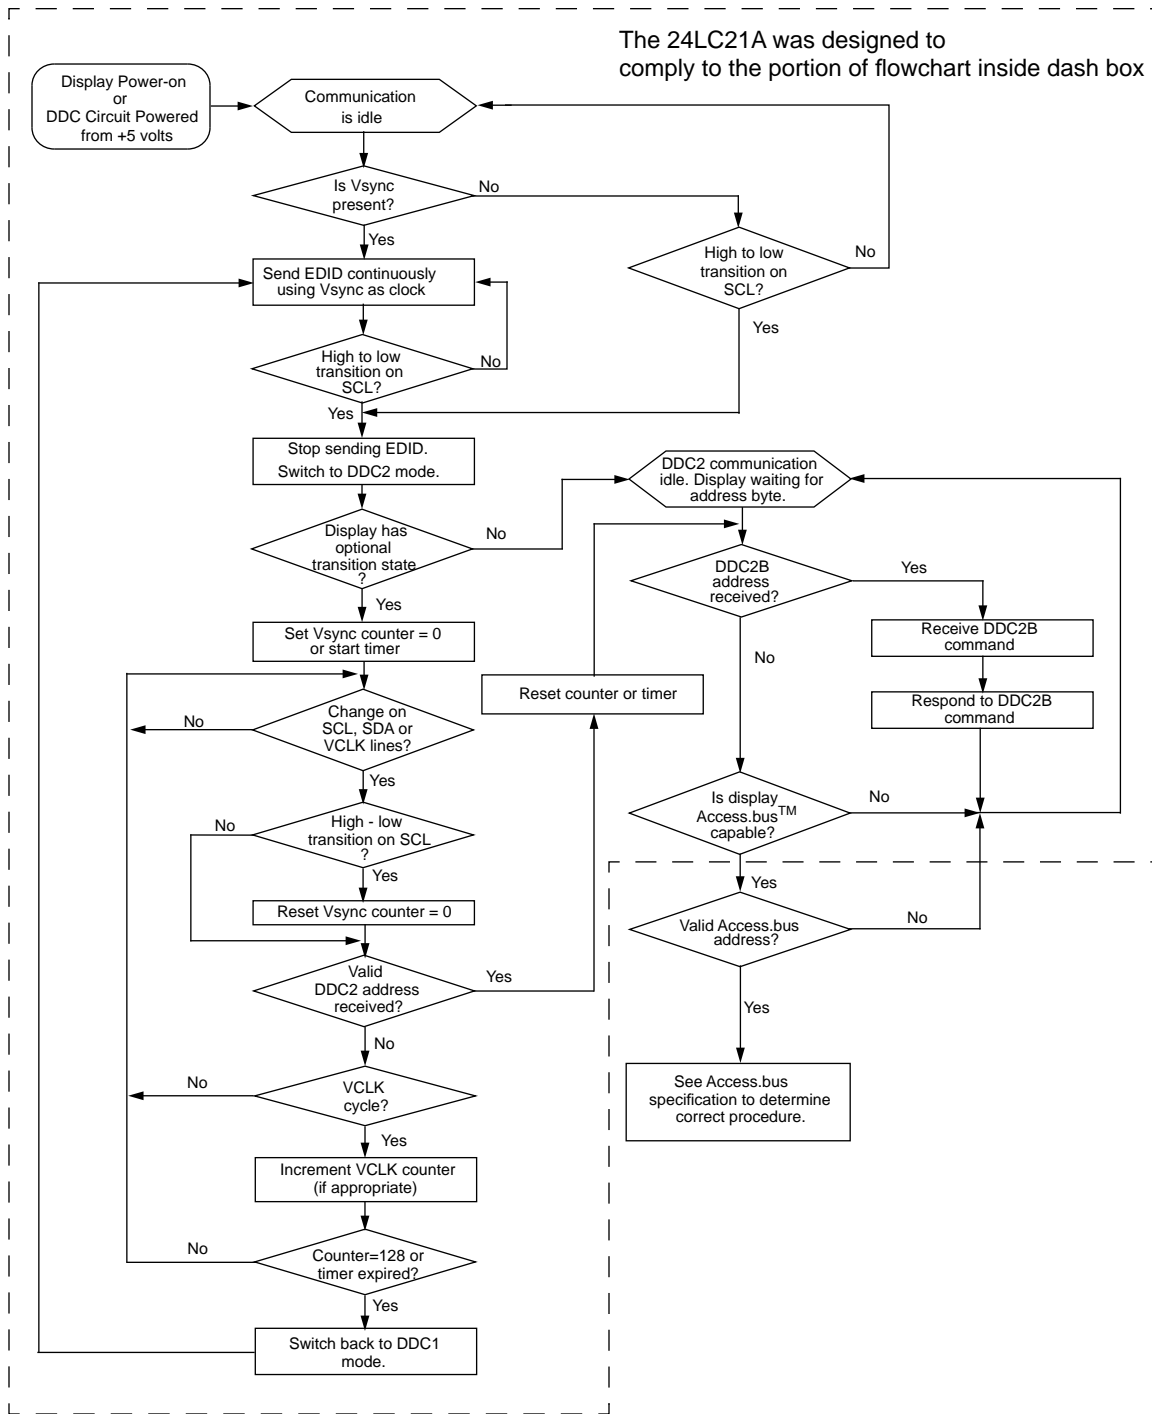 The 24LC21A was designed to
comply to the portion of flowchart inside dash box
Display Power-on
or
DDC Circuit Powered
from +5 volts
Communication
is idle
Is Vsync
present?
No
Yes
High to low
transition on
SCL?
No
Yes
Send EDID continuously
using Vsync as clock
High to low
transition on
SCL?
No
Yes
Stop sending EDID.
Switch to DDC2 mode.
Display has
optional
transition state
?
No
Yes
DDC2 communication
idle. Display waiting for
address byte.
DDC2B
address
received?
Yes
No
Receive DDC2B
command
Respond to DDC2B
command
Set Vsync counter = 0
or start timer
Reset counter or timer
Change on
SCL, SDA or
VCLK lines?
No
Yes
High - low
transition on SCL
?
No
Yes
Reset Vsync counter = 0
Is display
Access.busTM
capable?
No
Yes
Valid Access.bus
address?
No
Yes
See Access.bus
specification to determine
correct procedure.
Valid
DDC2 address
received?
Yes
No
VCLK
cycle?
No
Yes
Increment VCLK counter
(if appropriate)
Counter=128 or
timer expired?
No
Yes
Switch back to DDC1
mode.